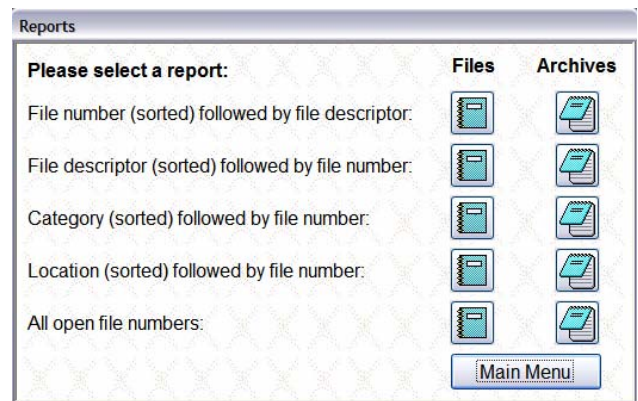 Reports
Please select a report: Files Archives
File number (sorted) followed by file descriptor:
File descriptor (sorted) followed by file number:
Category (sorted) followed by file number:
Location (sorted) followed by file number:
All open file numbers:
Main Menu